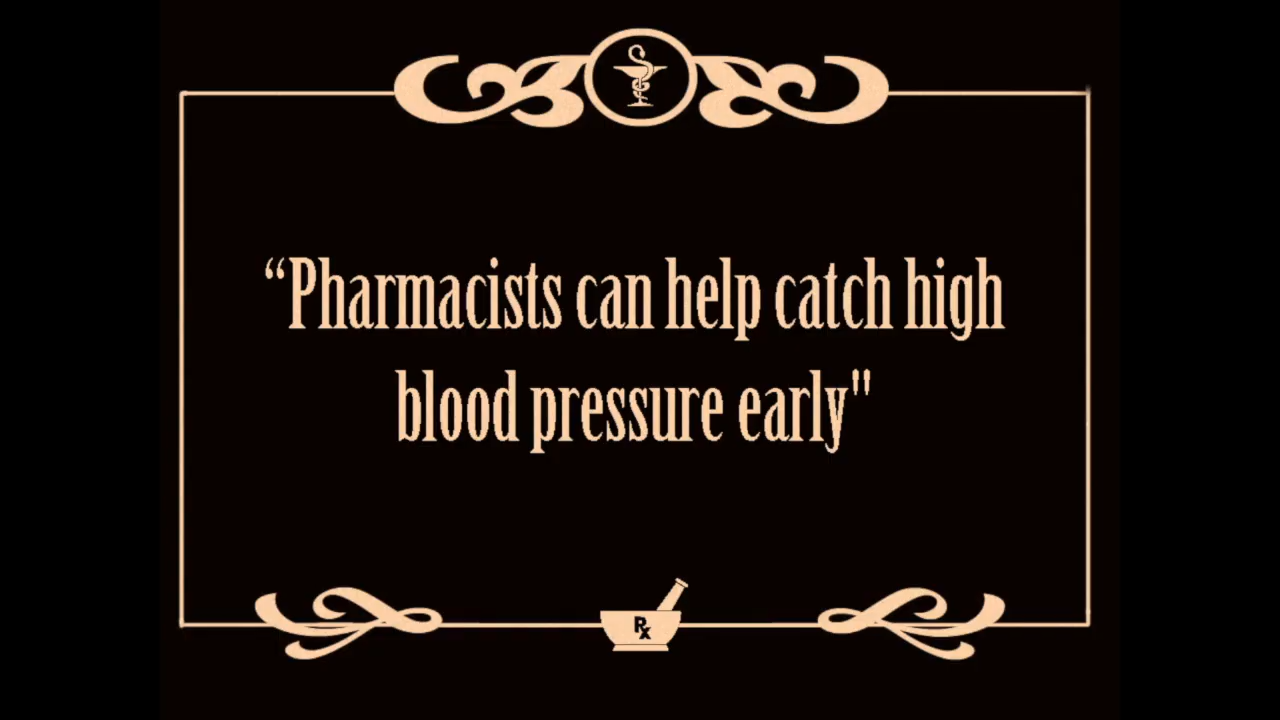 “Pharmacists can help catch high
blood pressure early"
Rx